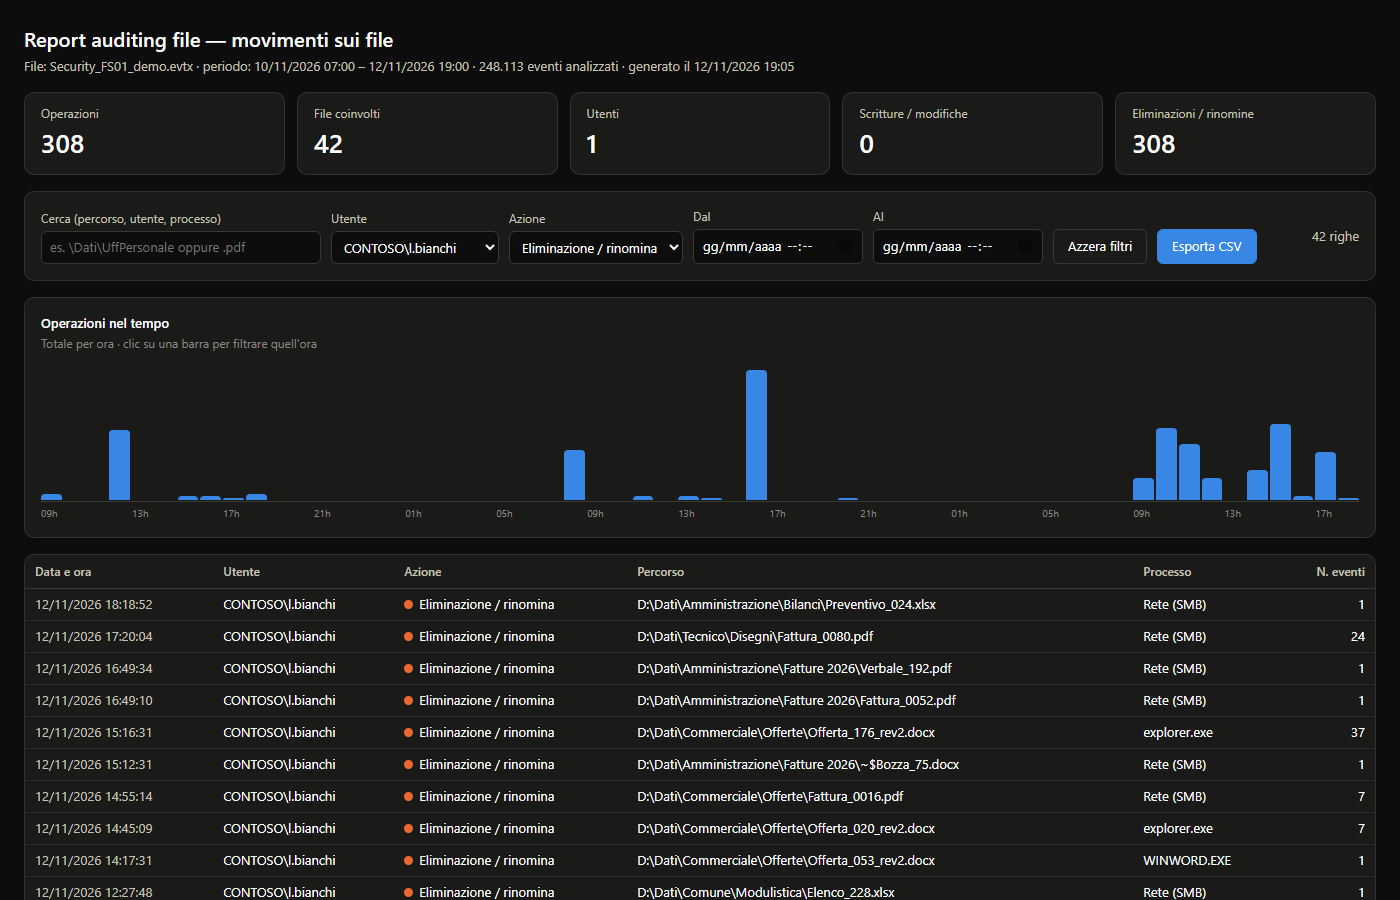 Report auditing file — movimenti sui file
File: Security_FS01_demo.evtx · periodo: 10/11/2026 07:00 – 12/11/2026 19:00 · 248.113 eventi analizzati · generato il 12/11/2026 19:05
Operazioni
308
File coinvolti
42
Utenti
1
Scritture / modifiche
0
Eliminazioni / rinomine
308
Cerca (percorso, utente, processo)
es. \Dati\UffPersonale oppure .pdf
Utente
CONTOSO\l.bianchi
Azione
Eliminazione / rinomina
Dal
gg/mm/aaaa --:--
Al
gg/mm/aaaa --:--
Azzera filtri
Esporta CSV
42 righe
Operazioni nel tempo
Totale per ora · clic su una barra per filtrare quell'ora
09h 13h 17h 21h 01h 05h 09h 13h 17h 21h 01h 05h 09h 13h 17h
Data e ora Utente Azione Percorso Processo N. eventi
12/11/2026 18:18:52 CONTOSO\l.bianchi Eliminazione / rinomina D:\Dati\Amministrazione\Bilanci\Preventivo_024.xlsx Rete (SMB) 1
12/11/2026 17:20:04 CONTOSO\l.bianchi Eliminazione / rinomina D:\Dati\Tecnico\Disegni\Fattura_0080.pdf Rete (SMB) 24
12/11/2026 16:49:34 CONTOSO\l.bianchi Eliminazione / rinomina D:\Dati\Amministrazione\Fatture 2026\Verbale_192.pdf Rete (SMB) 1
12/11/2026 16:49:10 CONTOSO\l.bianchi Eliminazione / rinomina D:\Dati\Amministrazione\Fatture 2026\Fattura_0052.pdf Rete (SMB) 1
12/11/2026 15:16:31 CONTOSO\l.bianchi Eliminazione / rinomina D:\Dati\Commerciale\Offerte\Offerta_176_rev2.docx explorer.exe 37
12/11/2026 15:12:31 CONTOSO\l.bianchi Eliminazione / rinomina D:\Dati\Amministrazione\Fatture 2026\~$Bozza_75.docx Rete (SMB) 1
12/11/2026 14:55:14 CONTOSO\l.bianchi Eliminazione / rinomina D:\Dati\Commerciale\Offerte\Fattura_0016.pdf Rete (SMB) 7
12/11/2026 14:45:09 CONTOSO\l.bianchi Eliminazione / rinomina D:\Dati\Commerciale\Offerte\Offerta_020_rev2.docx explorer.exe 7
12/11/2026 14:17:31 CONTOSO\l.bianchi Eliminazione / rinomina D:\Dati\Commerciale\Offerte\Offerta_053_rev2.docx WINWORD.EXE 1
12/11/2026 12:27:48 CONTOSO\l.bianchi Eliminazione / rinomina D:\Dati\Comune\Modulistica\Elenco_228.xlsx Rete (SMB) 1